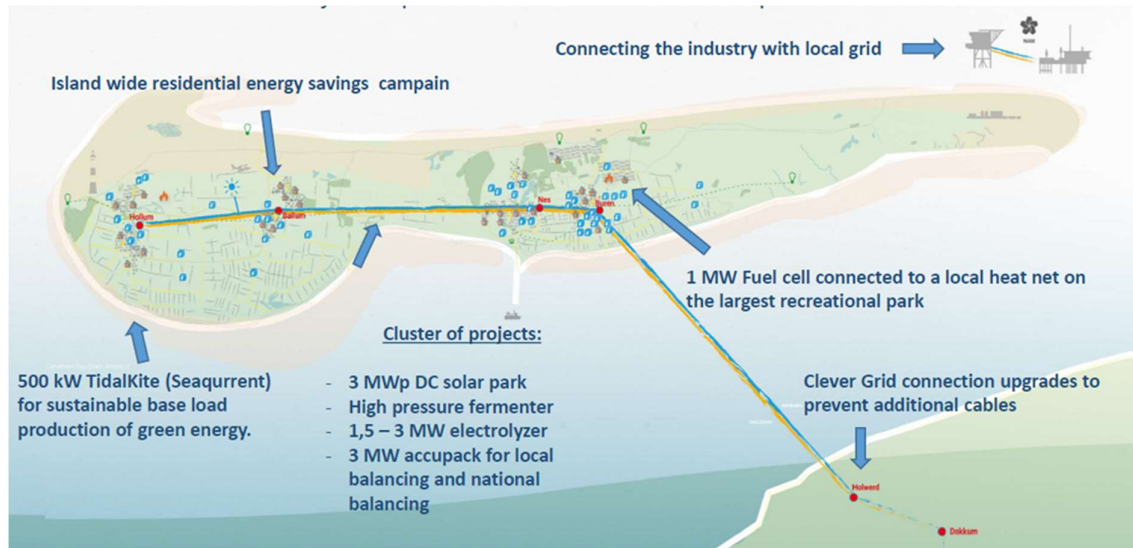 Connecting the industry with local grid
NAM
Island wide residential energy savings campain
Hollum
Ballum
Nes
Buren
1 MW Fuel cell connected to a local heat net on
the largest recreational park
Cluster of projects:
- 3 MWp DC solar park
- High pressure fermenter
- 1,5 – 3 MW electrolyzer
- 3 MW accupack for local
balancing and national
balancing
500 kW TidalKite (Seaqurrent)
for sustainable base load
production of green energy.
Clever Grid connection upgrades to
prevent additional cables
Holwerd
Dokkum